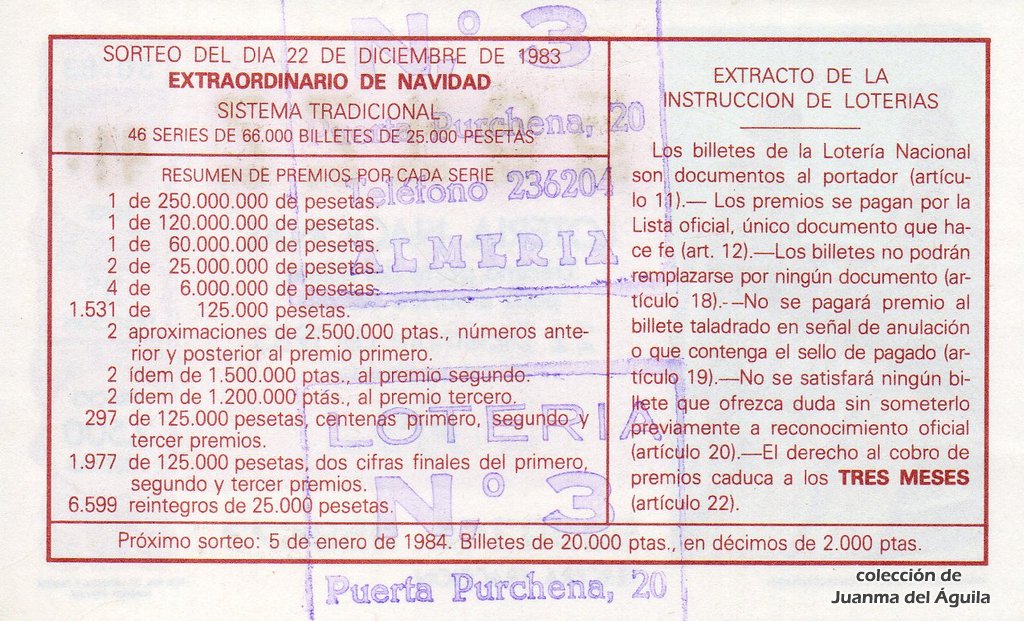 N.º 3
Puerta Purchena, 20
Teléfono 236204
ALMERIA
SORTEO DEL DIA 22 DE DICIEMBRE DE 1983
EXTRAORDINARIO DE NAVIDAD
SISTEMA TRADICIONAL
46 SERIES DE 66.000 BILLETES DE 25.000 PESETAS
RESUMEN DE PREMIOS POR CADA SERIE
1 de 250.000.000 de pesetas.
1 de 120.000.000 de pesetas.
1 de 60.000.000 de pesetas.
2 de 25.000.000 de pesetas.
4 de 6.000.000 de pesetas.
1.531 de 125.000 pesetas.
2 aproximaciones de 2.500.000 ptas., números ante-
rior y posterior al premio primero.
2 ídem de 1.500.000 ptas., al premio segundo.
2 ídem de 1.200.000 ptás., al premio tercero.
297 de 125.000 pesetas, centenas primero, segundo y
tercer premios.
1.977 de 125.000 pesetas, dos cifras finales del primero,
segundo y tercer premios.
6.599 reintegros de 25.000 pesetas.
EXTRACTO DE LA
INSTRUCCION DE LOTERIAS
Los billetes de la Lotería Nacional
son documentos al portador (artícu-
lo 11).— Los premios se pagan por la
Lista oficial, único documento que ha-
ce fe (art. 12).—Los billetes no podrán
remplazarse por ningún documento (ar-
tículo 18).--No se pagará premio al
billete taladrado en señal de anulación
o que contenga el sello de pagado (ar-
tículo 19).—No se satisfará ningún bi-
llete que ofrezca duda sin someterlo
previamente a reconocimiento oficial
(artículo 20).—El derecho al cobro de
premios caduca a los TRES MESES
(artículo 22).
Próximo sorteo: 5 de enero de 1984. Billetes de 20.000 ptas., en décimos de 2.000 ptas.
LOTERIA
N.º 3
Puerta Purchena, 20
colección de
Juanma del Águila